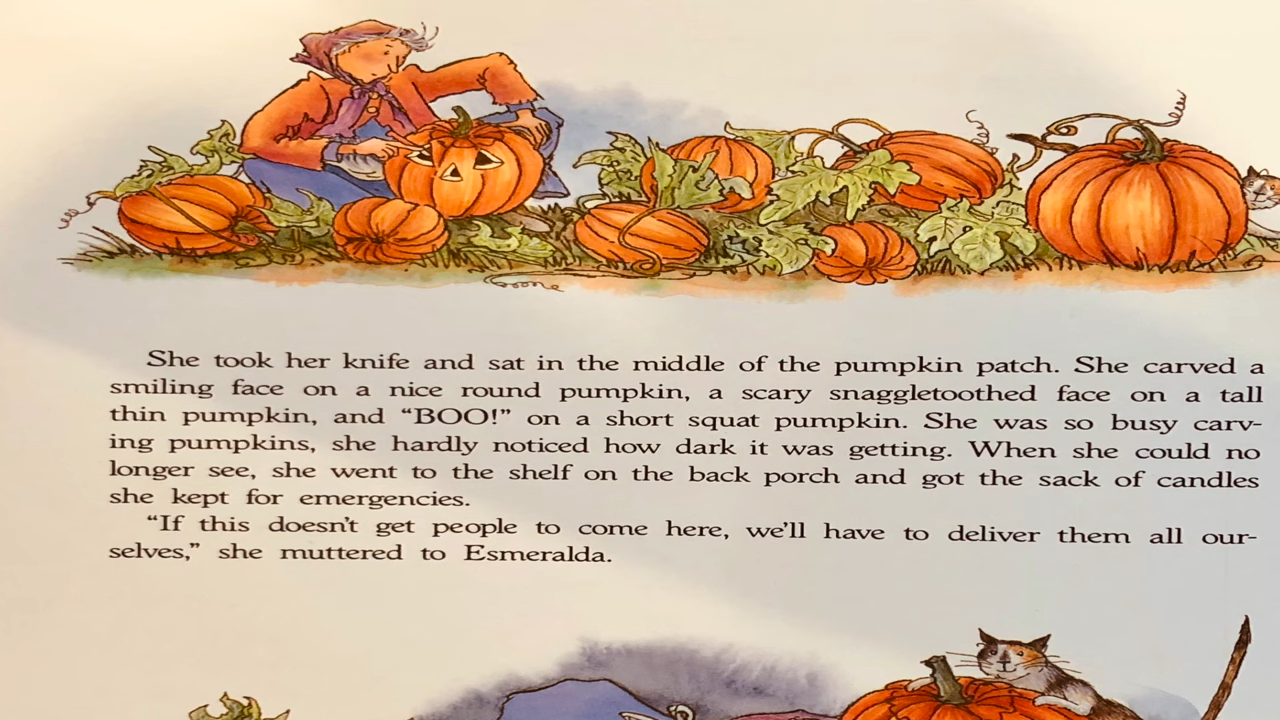 She took her knife and sat in the middle of the pumpkin patch. She carved a
smiling face on a nice round pumpkin, a scary snaggletoothed face on a tall
thin pumpkin, and “BOO!” on a short squat pumpkin. She was so busy carv-
ing pumpkins, she hardly noticed how dark it was getting. When she could no
longer see, she went to the shelf on the back porch and got the sack of candles
she kept for emergencies.
“If this doesn’t get people to come here, we’ll have to deliver them all our-
selves,” she muttered to Esmeralda.